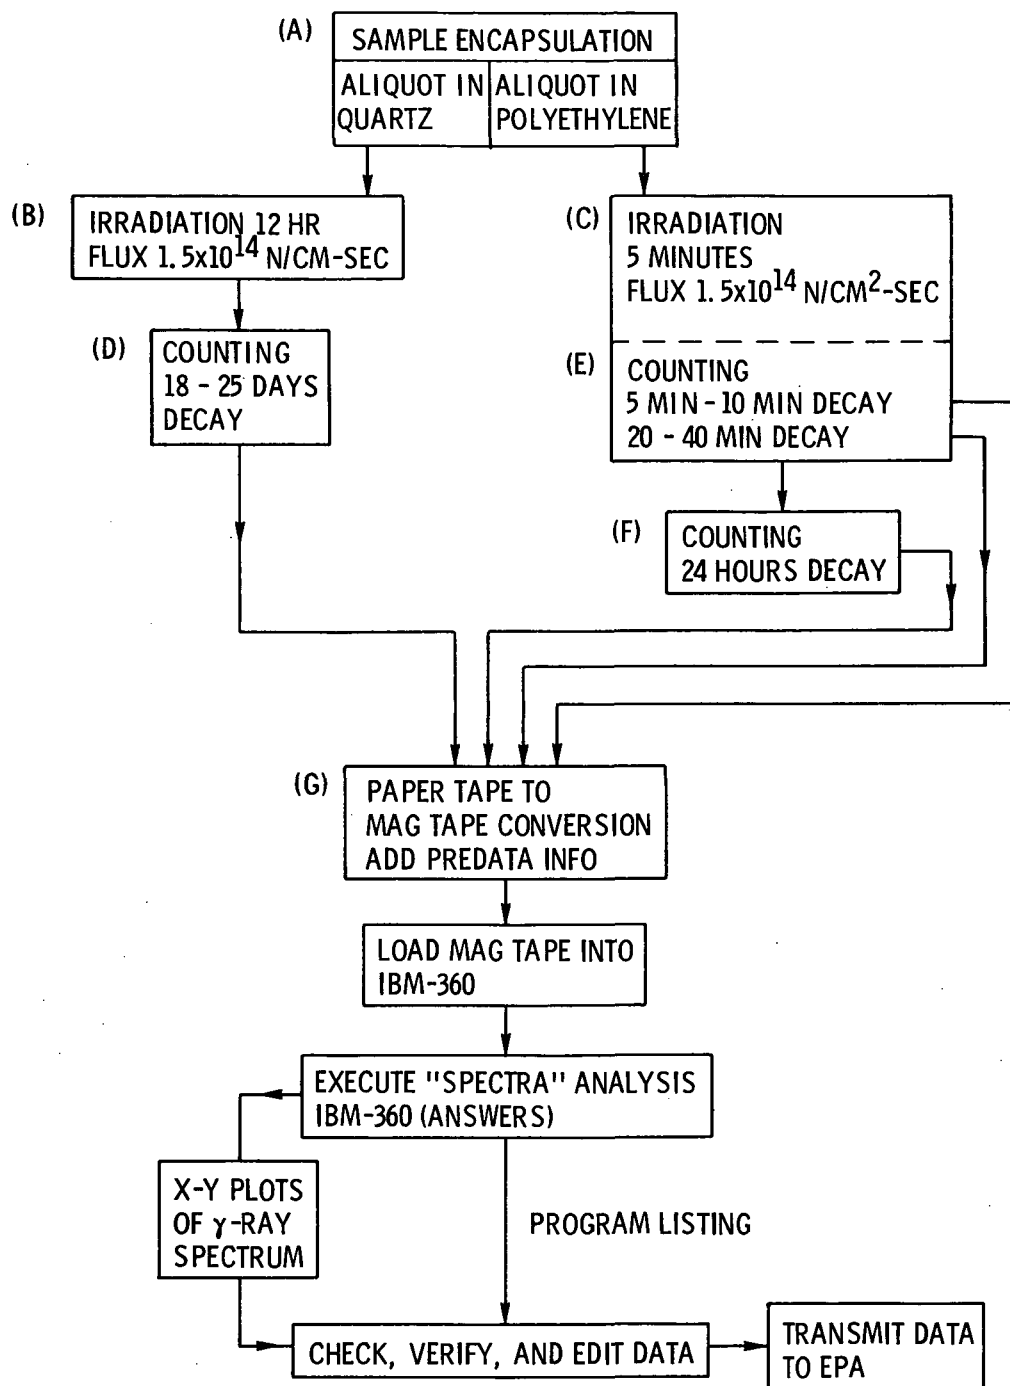 (A)
SAMPLE ENCAPSULATION
ALIQUOT IN
QUARTZ
ALIQUOT IN
POLYETHYLENE
(B)
IRRADIATION 12 HR
FLUX 1.5x10^14 N/CM-SEC
(C)
IRRADIATION
5 MINUTES
FLUX 1.5x10^14 N/CM^2-SEC
(D)
COUNTING
18 - 25 DAYS
DECAY
(E)
COUNTING
5 MIN - 10 MIN DECAY
20 - 40 MIN DECAY
(F)
COUNTING
24 HOURS DECAY
(G)
PAPER TAPE TO
MAG TAPE CONVERSION
ADD PREDATA INFO
LOAD MAG TAPE INTO
IBM-360
EXECUTE "SPECTRA" ANALYSIS
IBM-360 (ANSWERS)
X-Y PLOTS
OF γ-RAY
SPECTRUM
PROGRAM LISTING
CHECK, VERIFY, AND EDIT DATA
TRANSMIT DATA
TO EPA